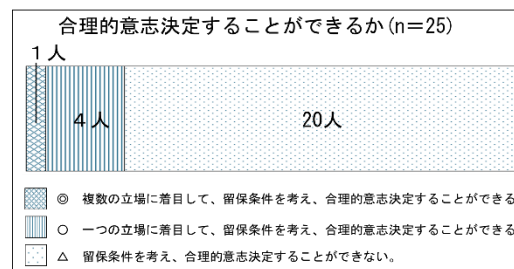 合理的意志決定することができるか(n=25)
1人
4人
20人
◎ 複数の立場に着目して、留保条件を考え、合理的意志決定することができる
○ 一つの立場に着目して、留保条件を考え、合理的意志決定することができる
△ 留保条件を考え、合理的意志決定することができない。